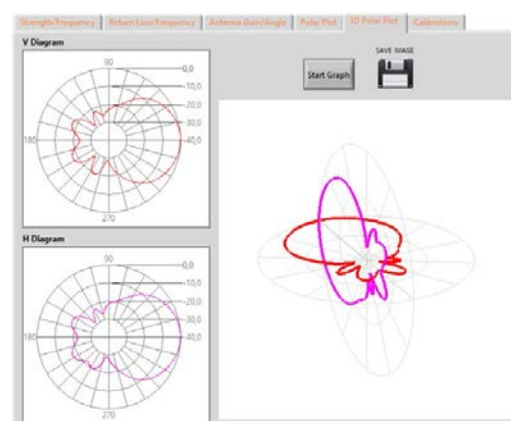 Strength/Frequency
Return Loss/Frequency
Antenna Gain/Angle
Polar Plot
3D Polar Plot
Calibrations
V Diagram
90
0,0
-10,0
-20,0
-30,0
-40,0
180
270
SAVE IMAGE
Start Graph
H Diagram
90
0,0
-10,0
-20,0
-30,0
-40,0
180
270